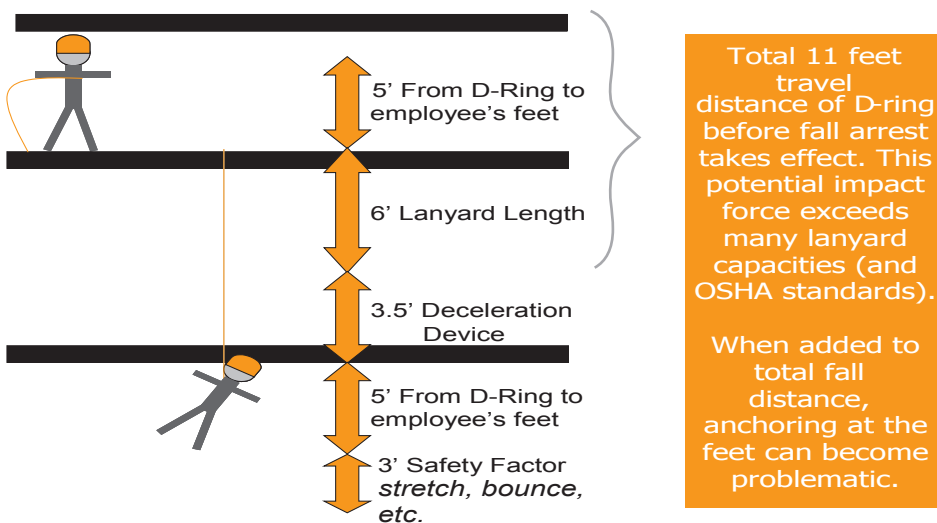 5’ From D-Ring to
employee’s feet
6’ Lanyard Length
3.5’ Deceleration
Device
5’ From D-Ring to
employee’s feet
3’ Safety Factor
stretch, bounce,
etc.
Total 11 feet
travel
distance of D-ring
before fall arrest
takes effect. This
potential impact
force exceeds
many lanyard
capacities (and
OSHA standards).
When added to
total fall
distance,
anchoring at the
feet can become
problematic.